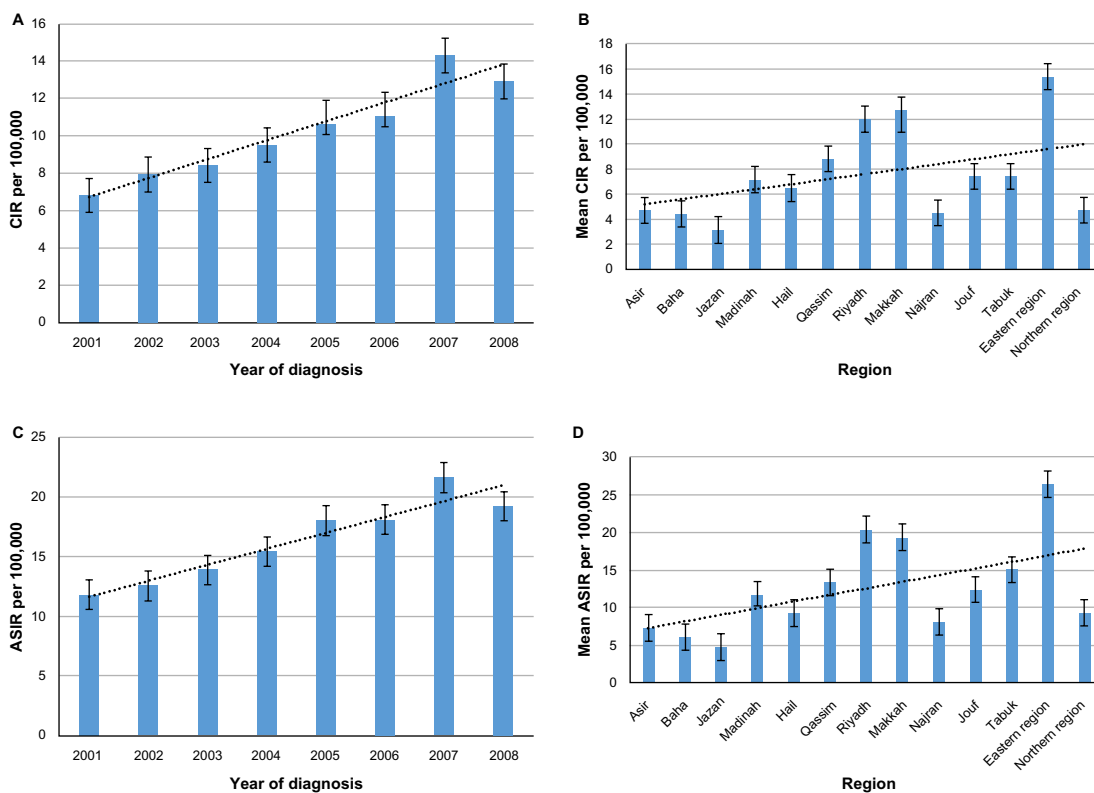 A
CIR per 100,000
16
14
12
10
8
6
4
2
0
2001 2002 2003 2004 2005 2006 2007 2008
Year of diagnosis
B
Mean CIR per 100,000
18
16
14
12
10
8
6
4
2
0
Asir
Baha
Jazan
Madinah
Hail
Qassim
Riyadh
Makkah
Najran
Jouf
Tabuk
Eastern region
Northern region
Region
C
ASIR per 100,000
25
20
15
10
5
0
2001 2002 2003 2004 2005 2006 2007 2008
Year of diagnosis
D
Mean ASIR per 100,000
30
25
20
15
10
5
0
Asir
Baha
Jazan
Madinah
Hail
Qassim
Riyadh
Makkah
Najran
Jouf
Tabuk
Eastern region
Northern region
Region